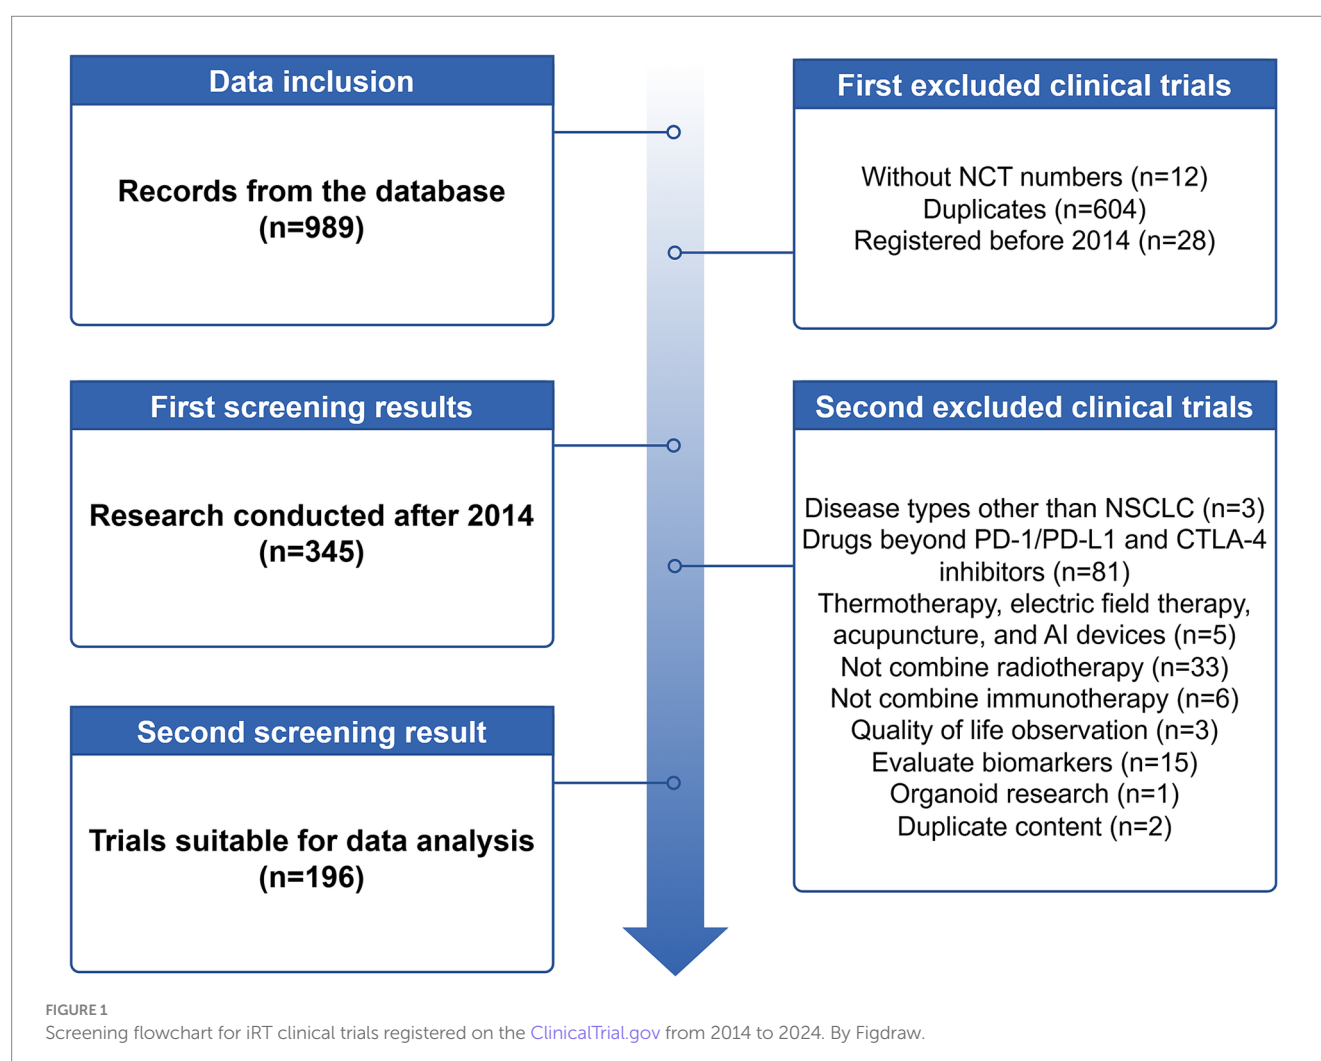 Data inclusion
Records from the database
(n=989)
First excluded clinical trials
Without NCT numbers (n=12)
Duplicates (n=604)
Registered before 2014 (n=28)
First screening results
Research conducted after 2014
(n=345)
Second excluded clinical trials
Disease types other than NSCLC (n=3)
Drugs beyond PD-1/PD-L1 and CTLA-4
inhibitors (n=81)
Thermotherapy, electric field therapy,
acupuncture, and AI devices (n=5)
Not combine radiotherapy (n=33)
Not combine immunotherapy (n=6)
Quality of life observation (n=3)
Evaluate biomarkers (n=15)
Organoid research (n=1)
Duplicate content (n=2)
Second screening result
Trials suitable for data analysis
(n=196)
FIGURE 1
Screening flowchart for iRT clinical trials registered on the ClinicalTrial.gov from 2014 to 2024. By Figdraw.